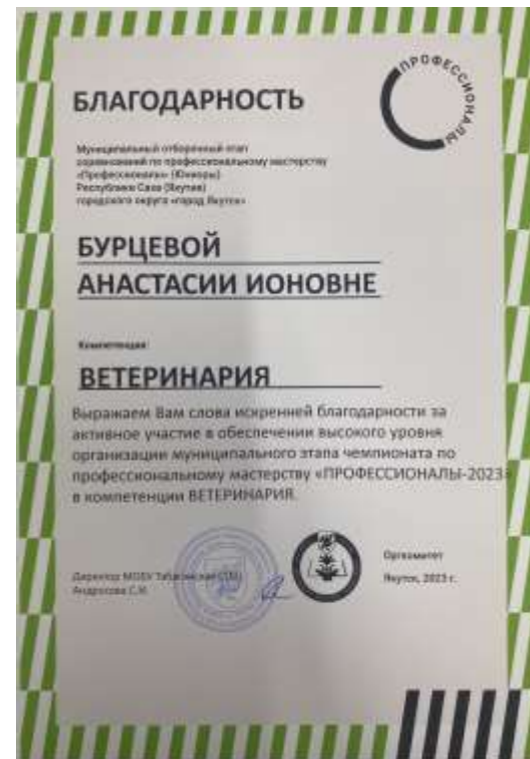 ПРОФЕССИОНАЛЫ
БЛАГОДАРНОСТЬ
Муниципальный отборочный этап
соревнований по профессиональному мастерству
«Профессионалы» (Юниоры)
Республики Саха (Якутия)
городского округа «город Якутск»
БУРЦЕВОЙ
АНАСТАСИИ ИОНОВНЕ
Компетенция:
ВЕТЕРИНАРИЯ
Выражаем Вам слова искренней благодарности за
активное участие в обеспечении высокого уровня
организации муниципального этапа чемпионата по
профессиональному мастерству «ПРОФЕССИОНАЛЫ-2023»
в компетенции ВЕТЕРИНАРИЯ.
Директор МОБУ
Андросова С.И.
Оргкомитет
Якутск, 2023 г.